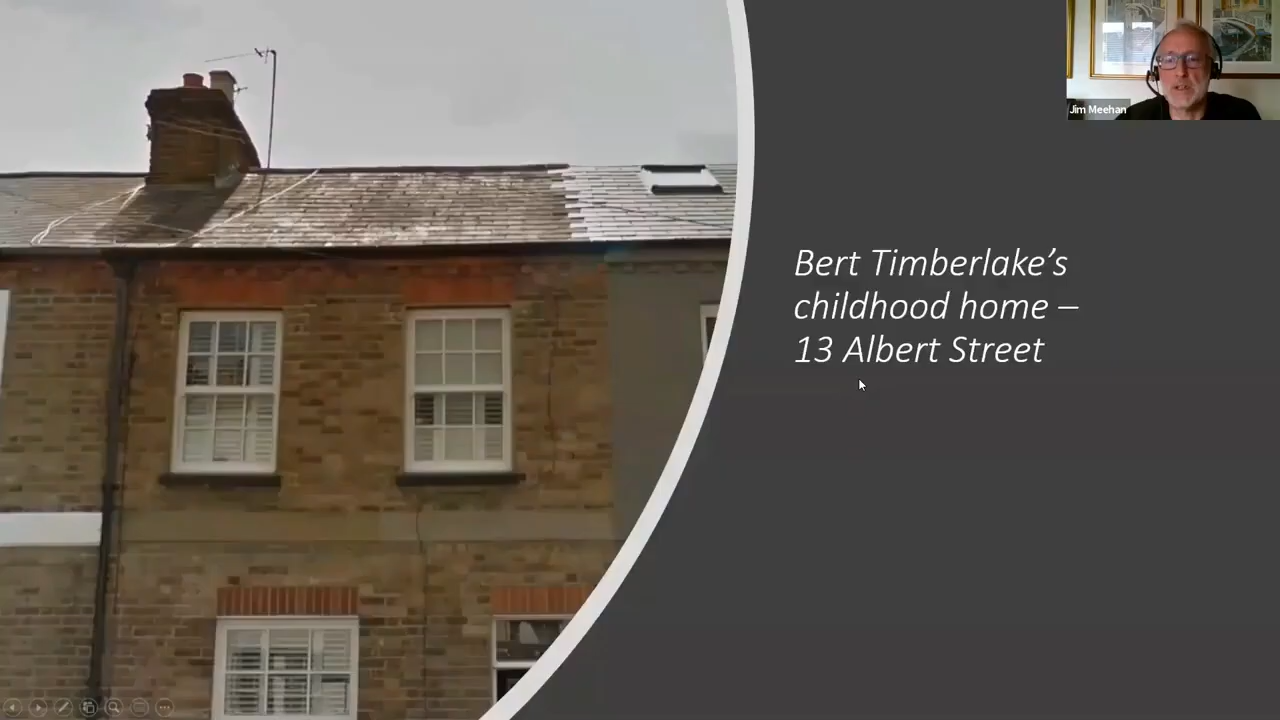 Jim Meehan
Bert Timberlake's
childhood home –
13 Albert Street